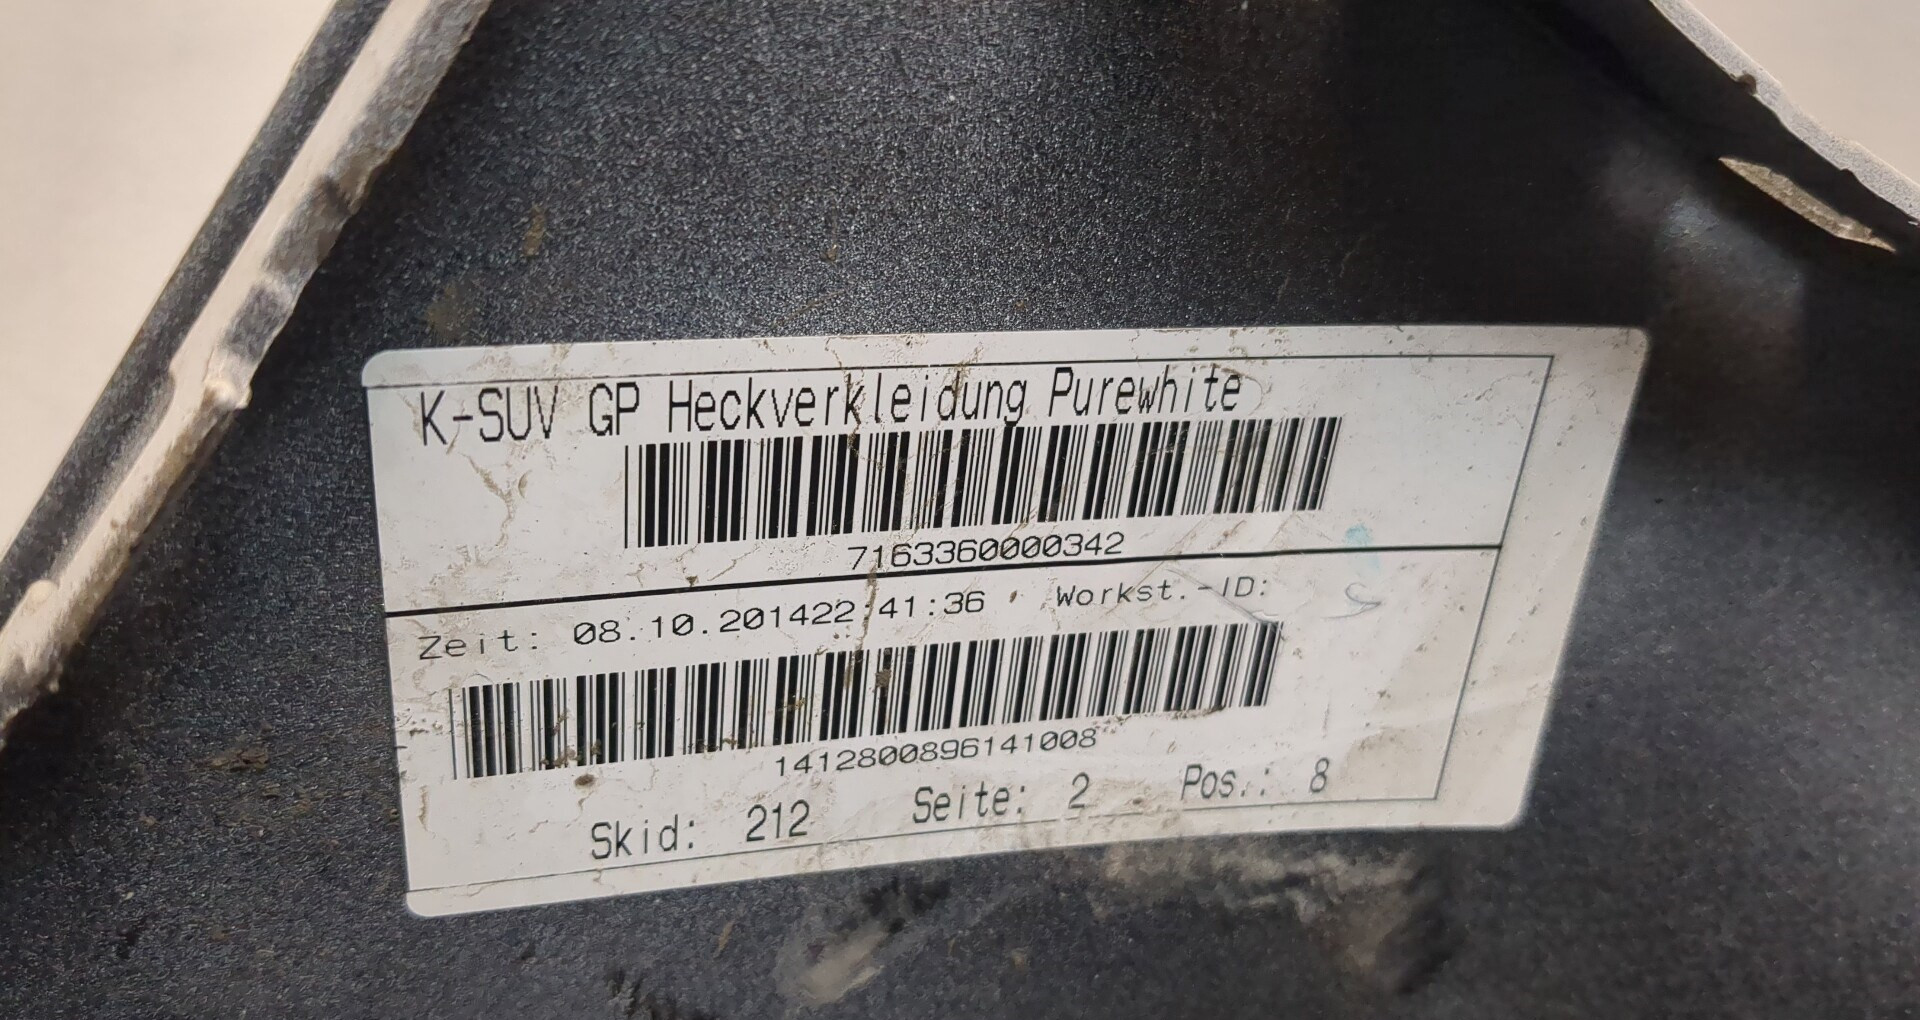 K-SUV GP Heckverkleidung Purewhite
7163360000342
Zeit: 08.10.201422:41:36 Workst.-ID:
1412800896141008
Skid: 212 Seite: 2 Pos.: 8